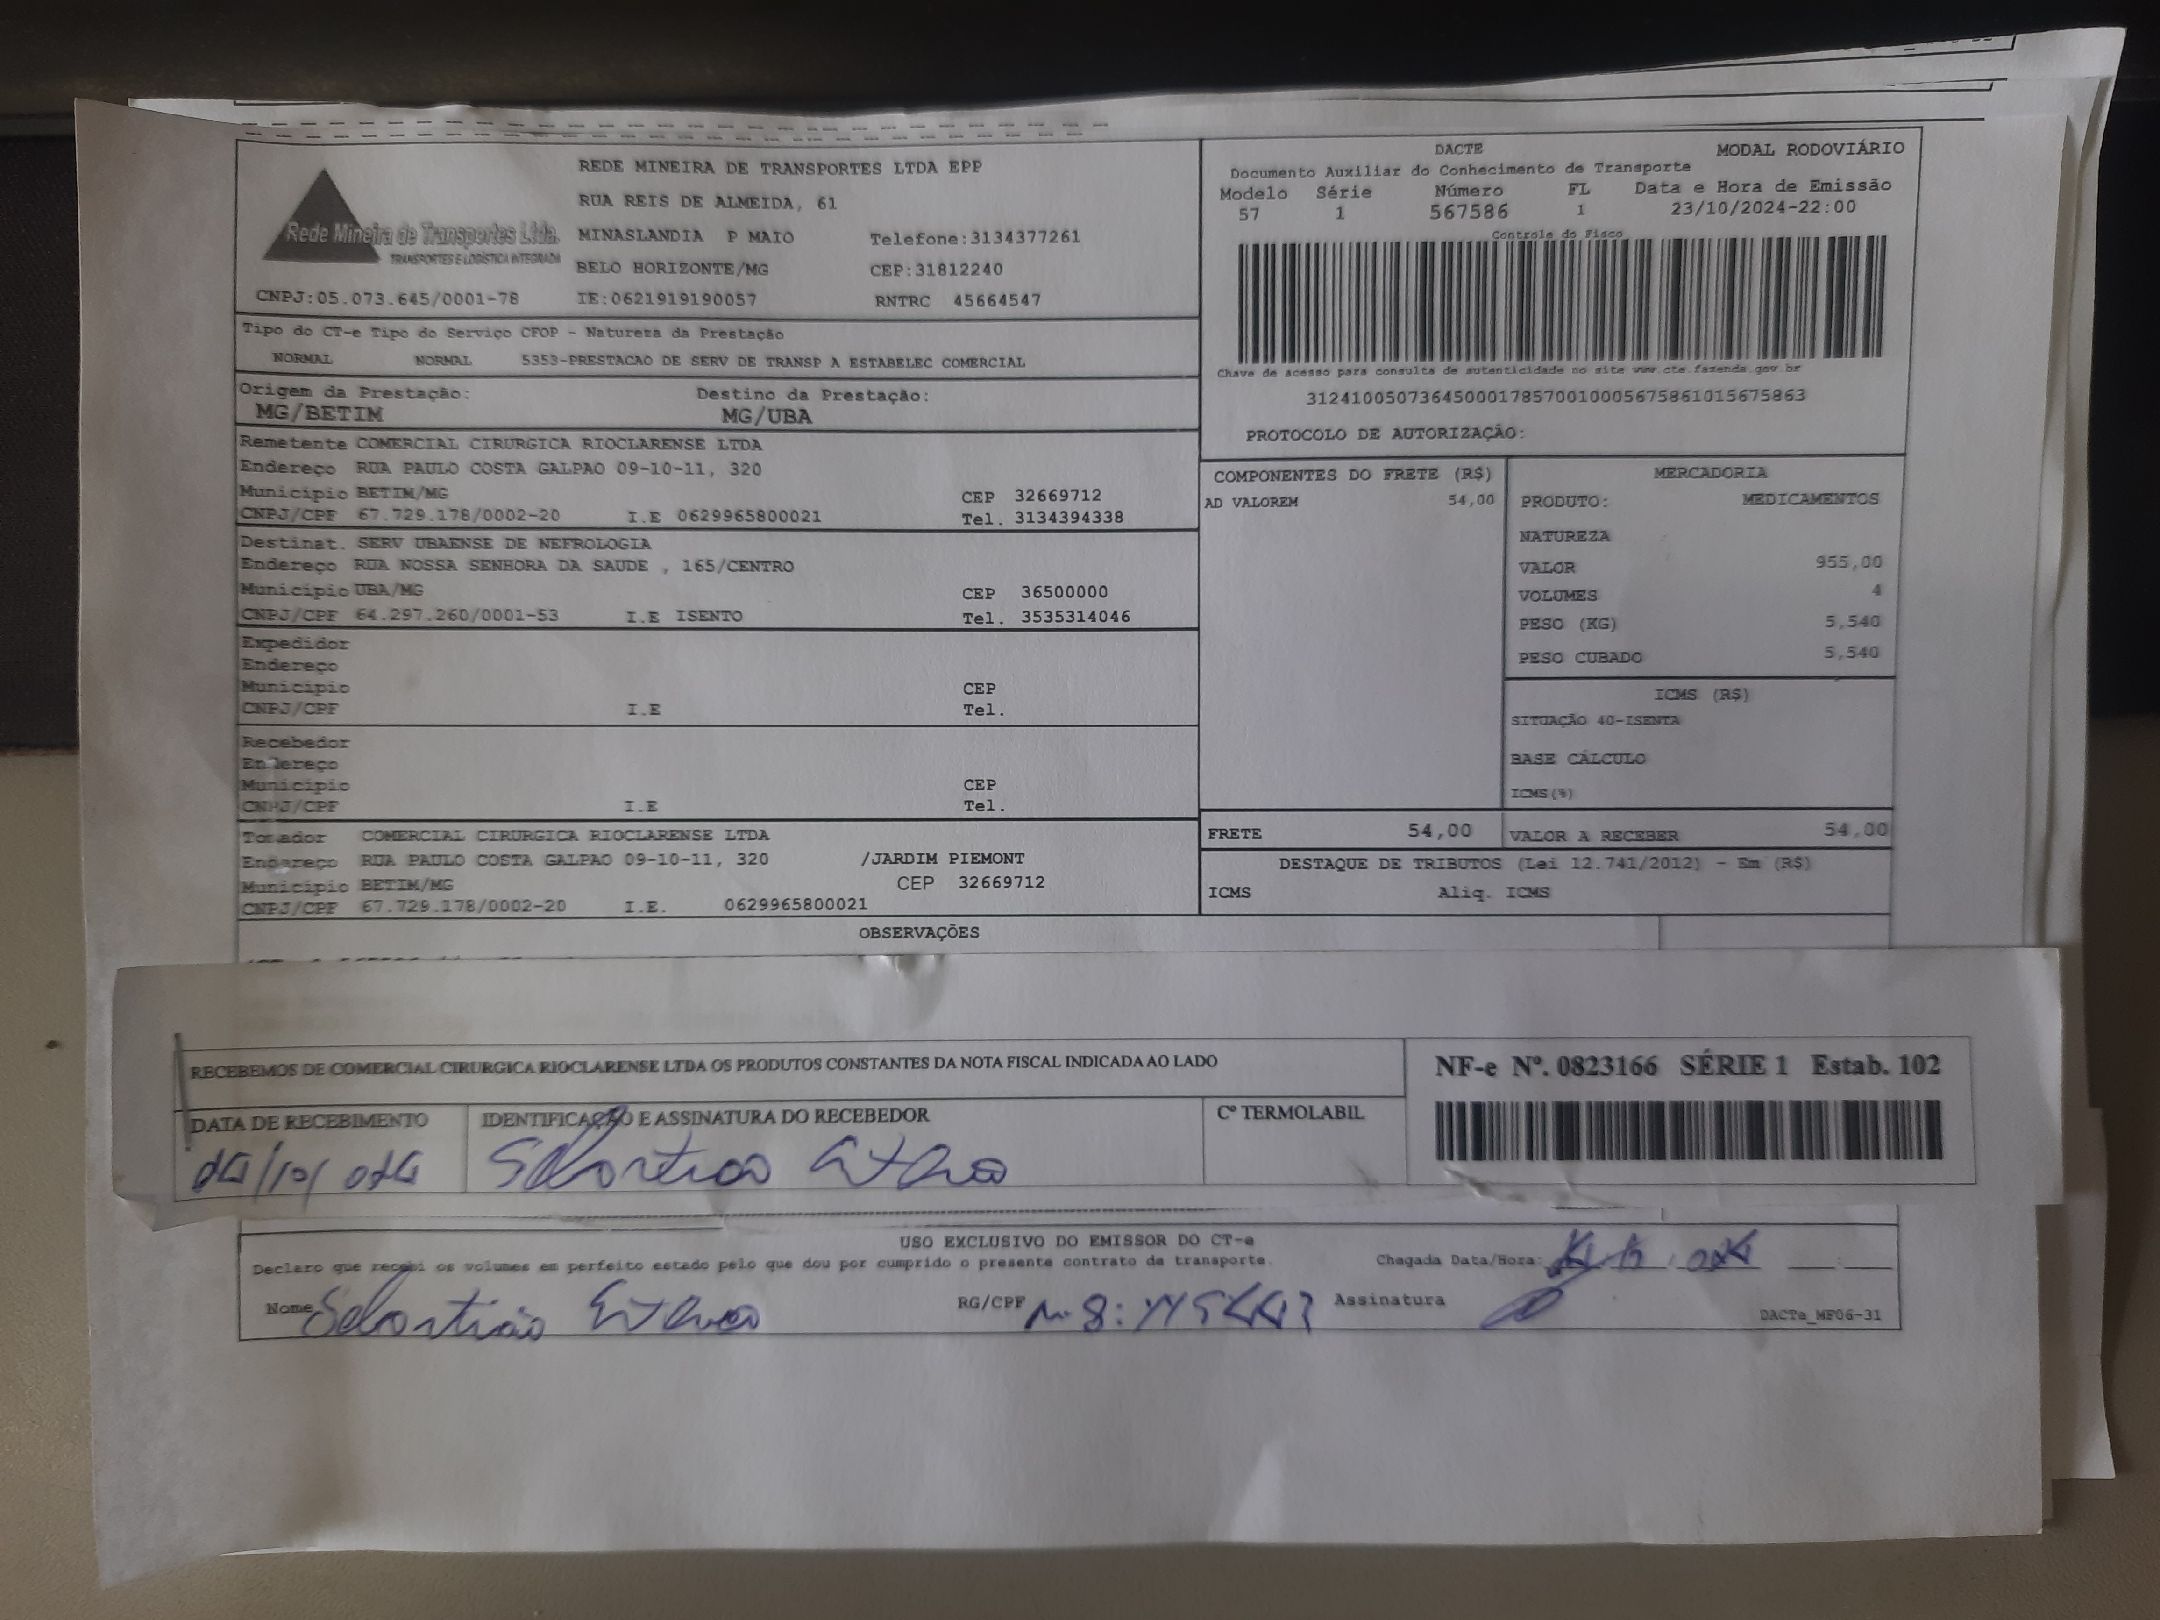 REDE MINEIRA DE TRANSPORTES LTDA EPP
RUA REIS DE ALMEIDA, 61
Rede Mineira de Transportes Ltda.
TRANSPORTES E LOGÍSTICA INTEGRADA
MINASLANDIA P MAIO Telefone:3134377261
BELO HORIZONTE/MG CEP:31812240
CNPJ:05.073.645/0001-78 IE:0621919190057 RNTRC 45664547
DACTE MODAL RODOVIÁRIO
Documento Auxiliar do Conhecimento de Transporte
Modelo Série Número FL Data e Hora de Emissão
57 1 567586 1 23/10/2024-22:00
Controle do Fisco
Chave de acesso para consulta de autenticidade no site www.cte.fazenda.gov.br
31241005073645000178570010005675861015675863
PROTOCOLO DE AUTORIZAÇÃO:
Tipo do CT-e Tipo do Serviço CFOP - Natureza da Prestação
NORMAL NORMAL 5353-PRESTACAO DE SERV DE TRANSP A ESTABELEC COMERCIAL
Origem da Prestação: Destino da Prestação:
MG/BETIM MG/UBA
Remetente COMERCIAL CIRURGICA RIOCLARENSE LTDA
Endereço RUA PAULO COSTA GALPAO 09-10-11, 320
Município BETIM/MG CEP 32669712
CNPJ/CPF 67.729.178/0002-20 I.E 0629965800021 Tel. 3134394338
Destinat. SERV UBAENSE DE NEFROLOGIA
Endereço RUA NOSSA SENHORA DA SAUDE , 165/CENTRO
Município UBA/MG CEP 36500000
CNPJ/CPF 64.297.260/0001-53 I.E ISENTO Tel. 3535314046
Expedidor
Endereço
Município CEP
CNPJ/CPF I.E Tel.
Recebedor
Endereço
Município CEP
CNPJ/CPF I.E Tel.
Tomador COMERCIAL CIRURGICA RIOCLARENSE LTDA
Endereço RUA PAULO COSTA GALPAO 09-10-11, 320 /JARDIM PIEMONT
Município BETIM/MG CEP 32669712
CNPJ/CPF 67.729.178/0002-20 I.E. 0629965800021
COMPONENTES DO FRETE (R$)
AD VALOREM 54,00
MERCADORIA
PRODUTO: MEDICAMENTOS
NATUREZA
VALOR 955,00
VOLUMES 4
PESO (KG) 5,540
PESO CUBADO 5,540
ICMS (R$)
SITUAÇÃO 40-ISENTA
BASE CÁLCULO
ICMS(%)
FRETE 54,00 VALOR A RECEBER 54,00
DESTAQUE DE TRIBUTOS (Lei 12.741/2012) - Em (R$)
ICMS Aliq. ICMS
OBSERVAÇÕES
RECEBEMOS DE COMERCIAL CIRURGICA RIOCLARENSE LTDA OS PRODUTOS CONSTANTES DA NOTA FISCAL INDICADA AO LADO
DATA DE RECEBIMENTO IDENTIFICAÇÃO E ASSINATURA DO RECEBEDOR Cº TERMOLABIL
NF-e Nº. 0823166 SÉRIE 1 Estab. 102
USO EXCLUSIVO DO EMISSOR DO CT-e
Declaro que recebi os volumes em perfeito estado pelo que dou por cumprido o presente contrato de transporte. Chegada Data/Hora:
Nome Sebastião RG/CPF Assinatura
DACTe_MF06-31